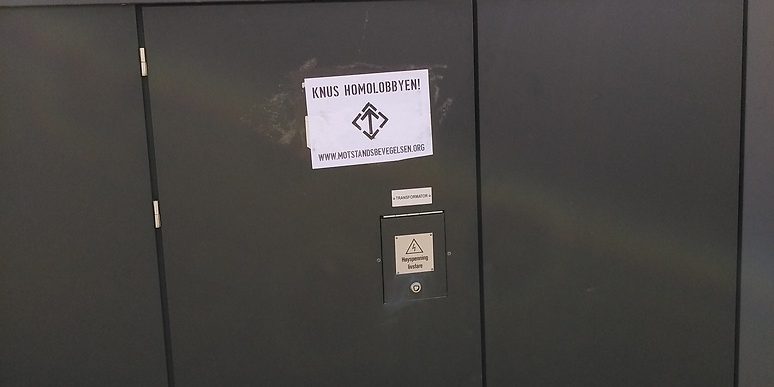 KNUS HOMOLOBBYEN!
WWW.MOTSTANDSBEVEGELSEN.ORG
TRANSFORMATOR
Høyspenning
livsfare